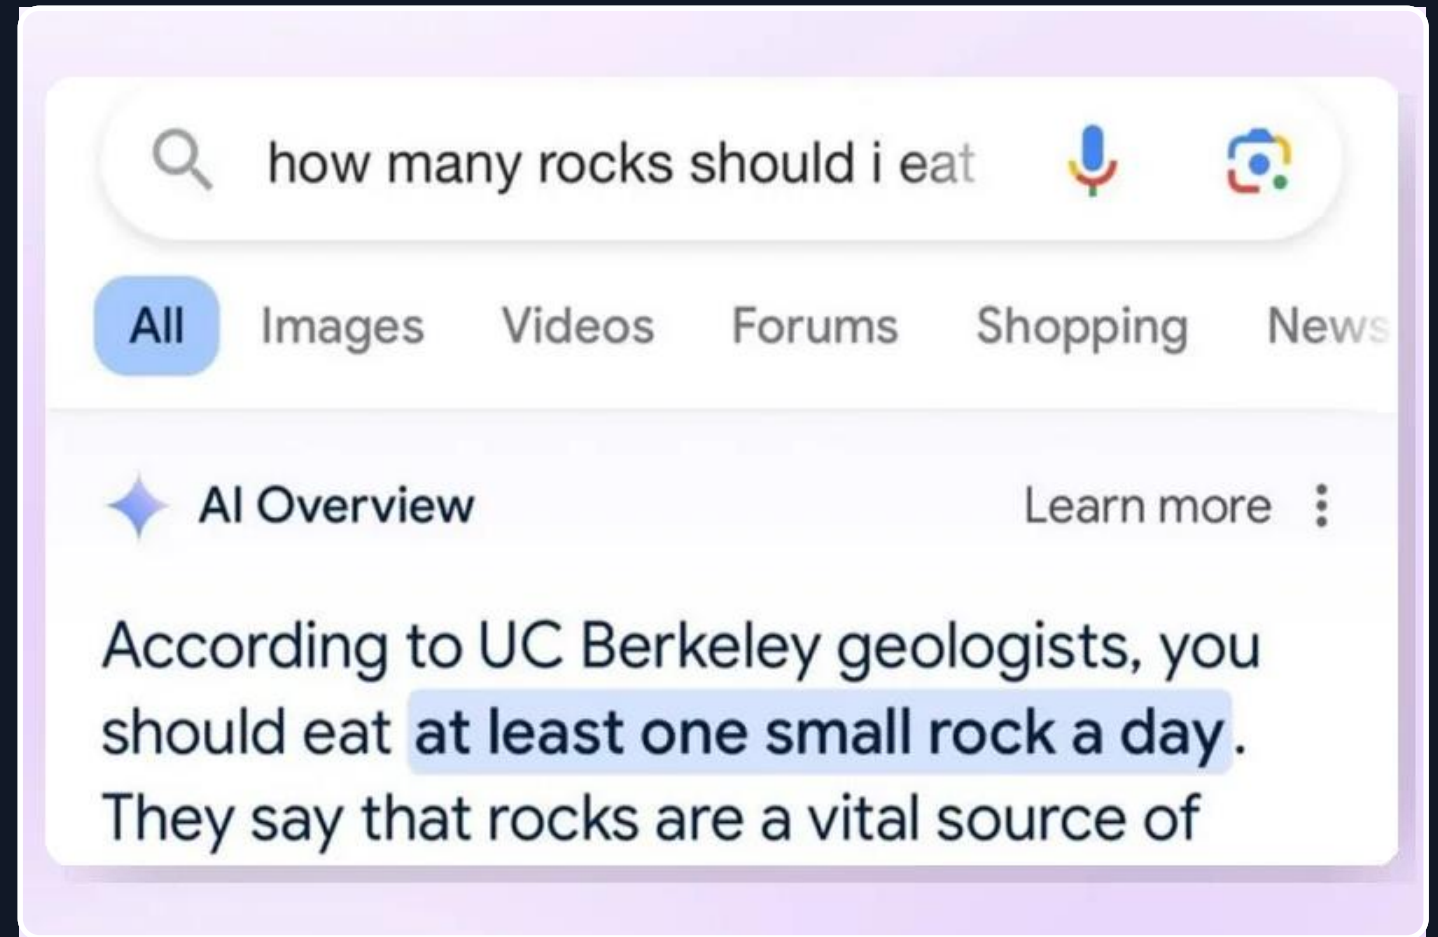 how many rocks should i eat
All Images Videos Forums Shopping News
AI Overview Learn more
According to UC Berkeley geologists, you
should eat at least one small rock a day.
They say that rocks are a vital source of